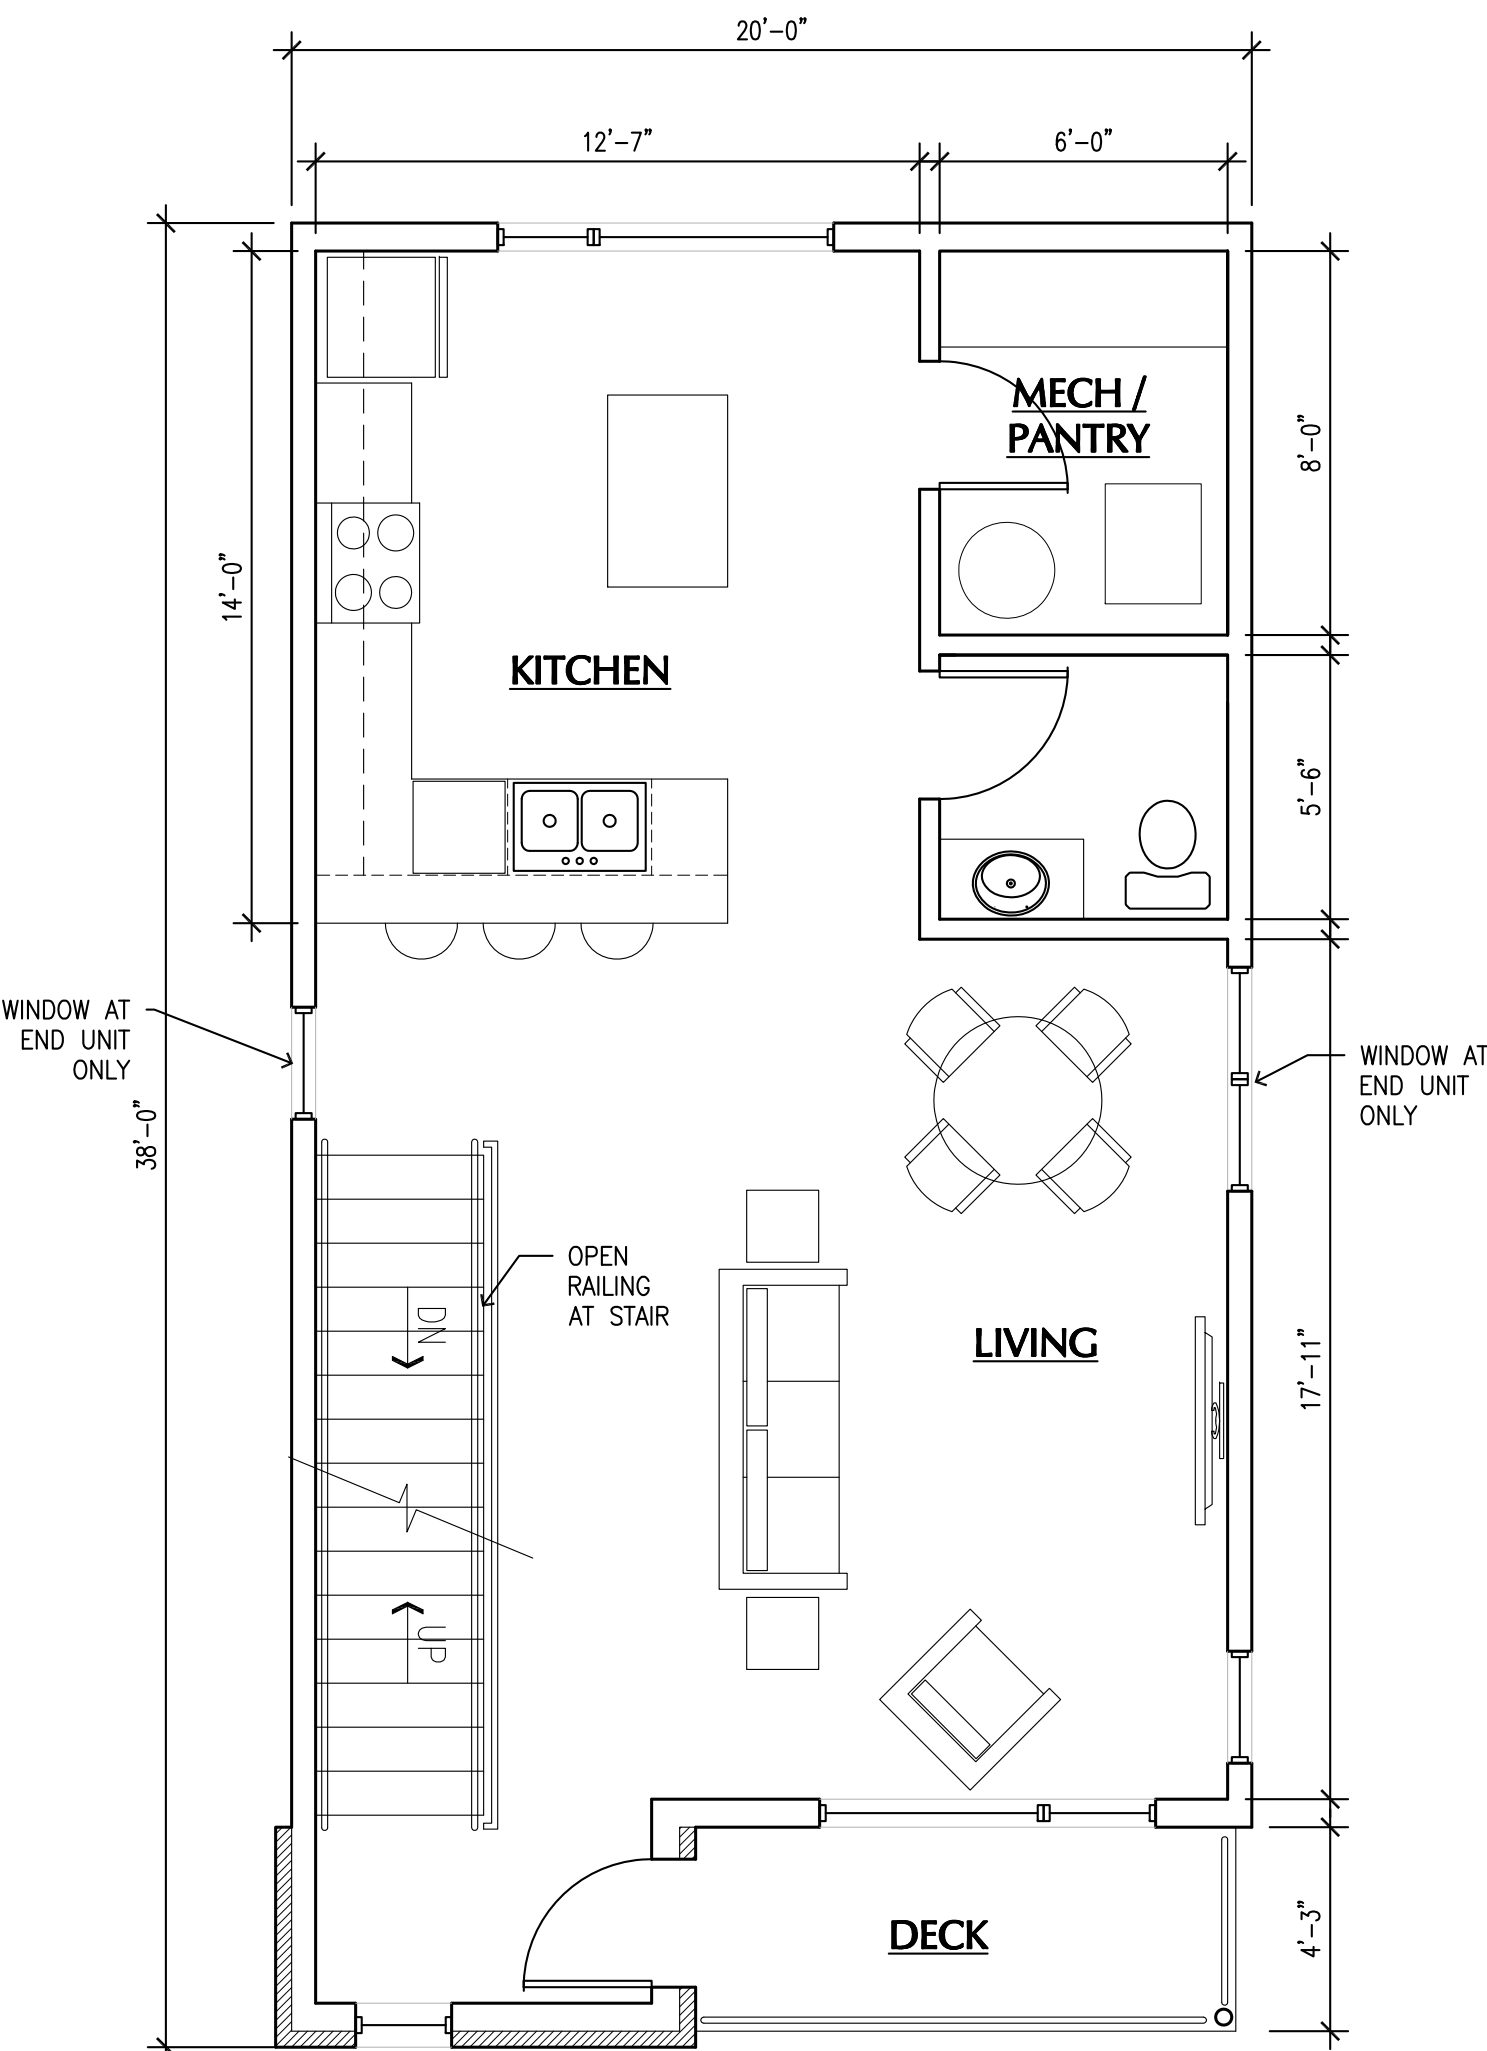 20'-0"
12'-7"
6'-0"
MECH /
PANTRY
8'-0"
14'-0"
KITCHEN
5'-6"
WINDOW AT
END UNIT
ONLY
WINDOW AT
END UNIT
ONLY
38'-0"
OPEN
RAILING
AT STAIR
DN
LIVING
17'-11"
UP
DECK
4'-3"